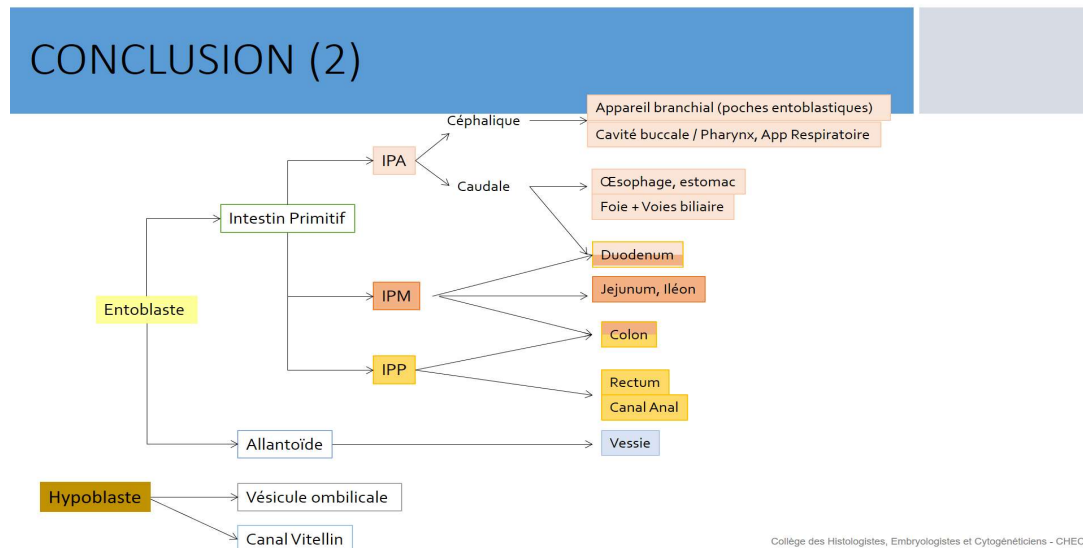 CONCLUSION (2)
Céphalique
Appareil branchial (poches entoblastiques)
Cavité buccale / Pharynx, App Respiratoire
IPA
Caudale
Œsophage, estomac
Foie + Voies biliaire
Intestin Primitif
Duodenum
Entoblaste
IPM
Jejunum, Iléon
Colon
IPP
Rectum
Canal Anal
Allantoïde
Vessie
Hypoblaste
Vésicule ombilicale
Canal Vitellin
Collège des Histologistes, Embryologistes et Cytogénéticiens - CHEC